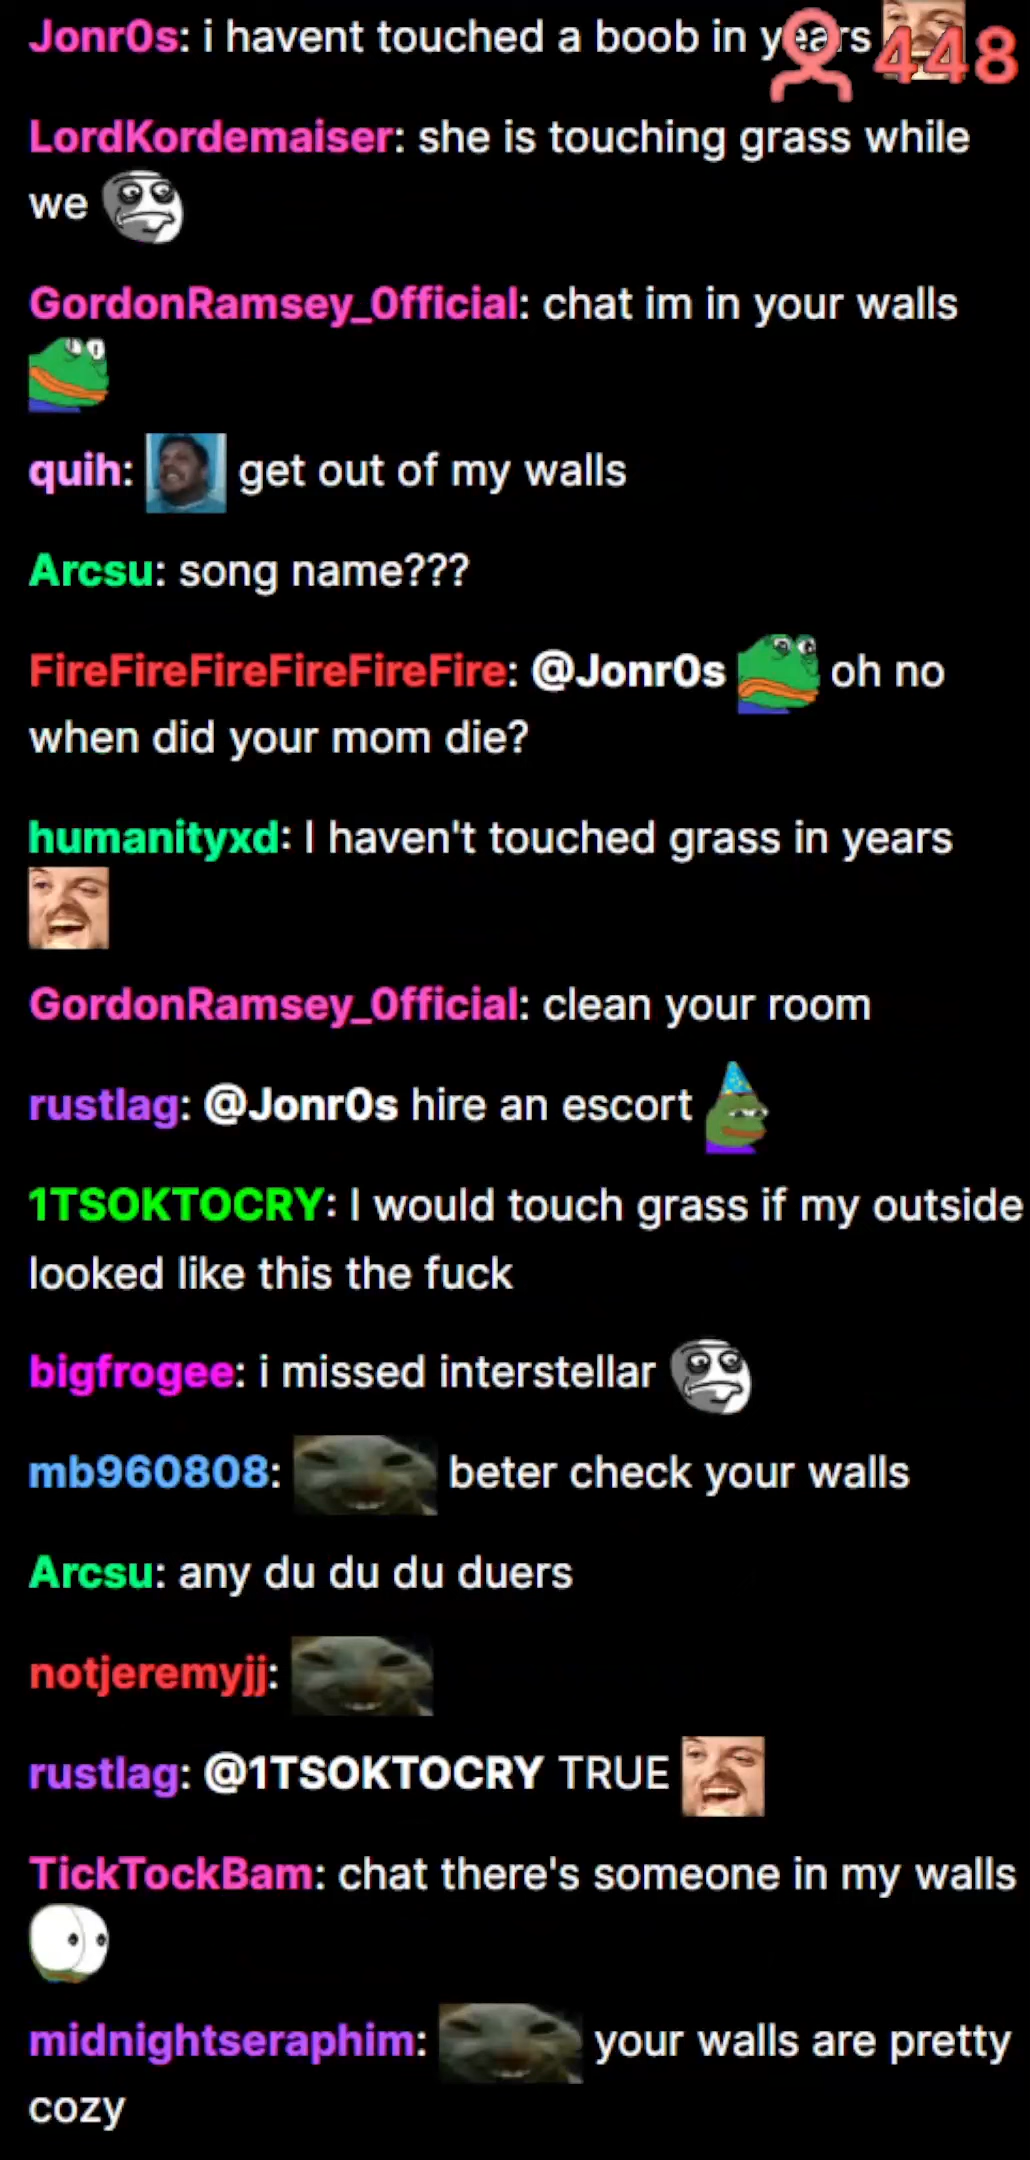 Jonr0s: i havent touched a boob in years
448
LordKordemaiser: she is touching grass while
we
GordonRamsey_0fficial: chat im in your walls
quih: get out of my walls
Arcsu: song name???
FireFireFireFireFireFire: @Jonr0s oh no
when did your mom die?
humanityxd: I haven't touched grass in years
GordonRamsey_0fficial: clean your room
rustlag: @Jonr0s hire an escort
1TSOKTOCRY: I would touch grass if my outside
looked like this the fuck
bigfrogee: i missed interstellar
mb960808: beter check your walls
Arcsu: any du du du duers
notjeremyjj:
rustlag: @1TSOKTOCRY TRUE
TickTockBam: chat there's someone in my walls
midnightseraphim: your walls are pretty
cozy